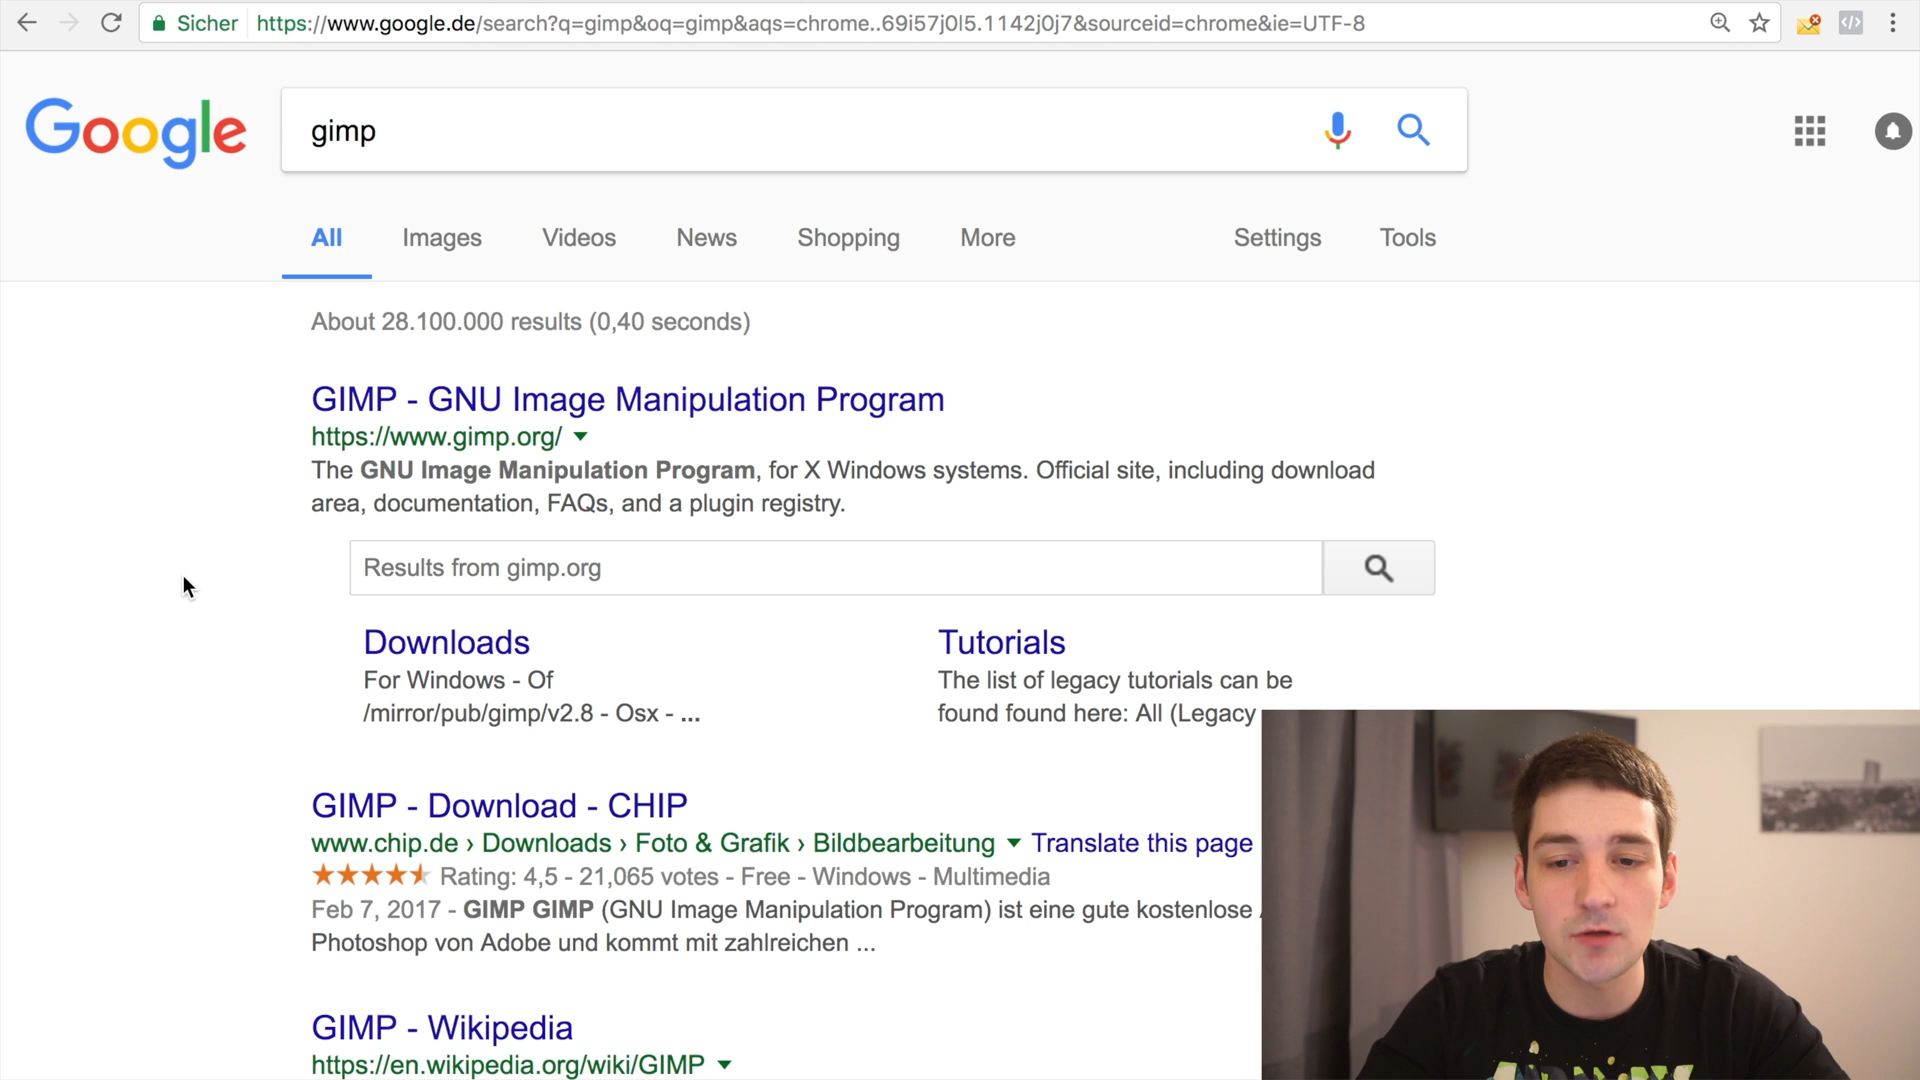 Sicher https://www.google.de/search?q=gimp&oq=gimp&aqs=chrome..69i57j0l5.1142j0j7&sourceid=chrome&ie=UTF-8
Google
gimp
All Images Videos News Shopping More Settings Tools
About 28.100.000 results (0,40 seconds)
GIMP - GNU Image Manipulation Program
https://www.gimp.org/
The GNU Image Manipulation Program, for X Windows systems. Official site, including download
area, documentation, FAQs, and a plugin registry.
Results from gimp.org
Downloads
For Windows - Of
/mirror/pub/gimp/v2.8 - Osx - ...
Tutorials
The list of legacy tutorials can be
found found here: All (Legacy
GIMP - Download - CHIP
www.chip.de › Downloads › Foto & Grafik › Bildbearbeitung Translate this page
Rating: 4,5 - 21,065 votes - Free - Windows - Multimedia
Feb 7, 2017 - GIMP GIMP (GNU Image Manipulation Program) ist eine gute kostenlose
Photoshop von Adobe und kommt mit zahlreichen ...
GIMP - Wikipedia
https://en.wikipedia.org/wiki/GIMP